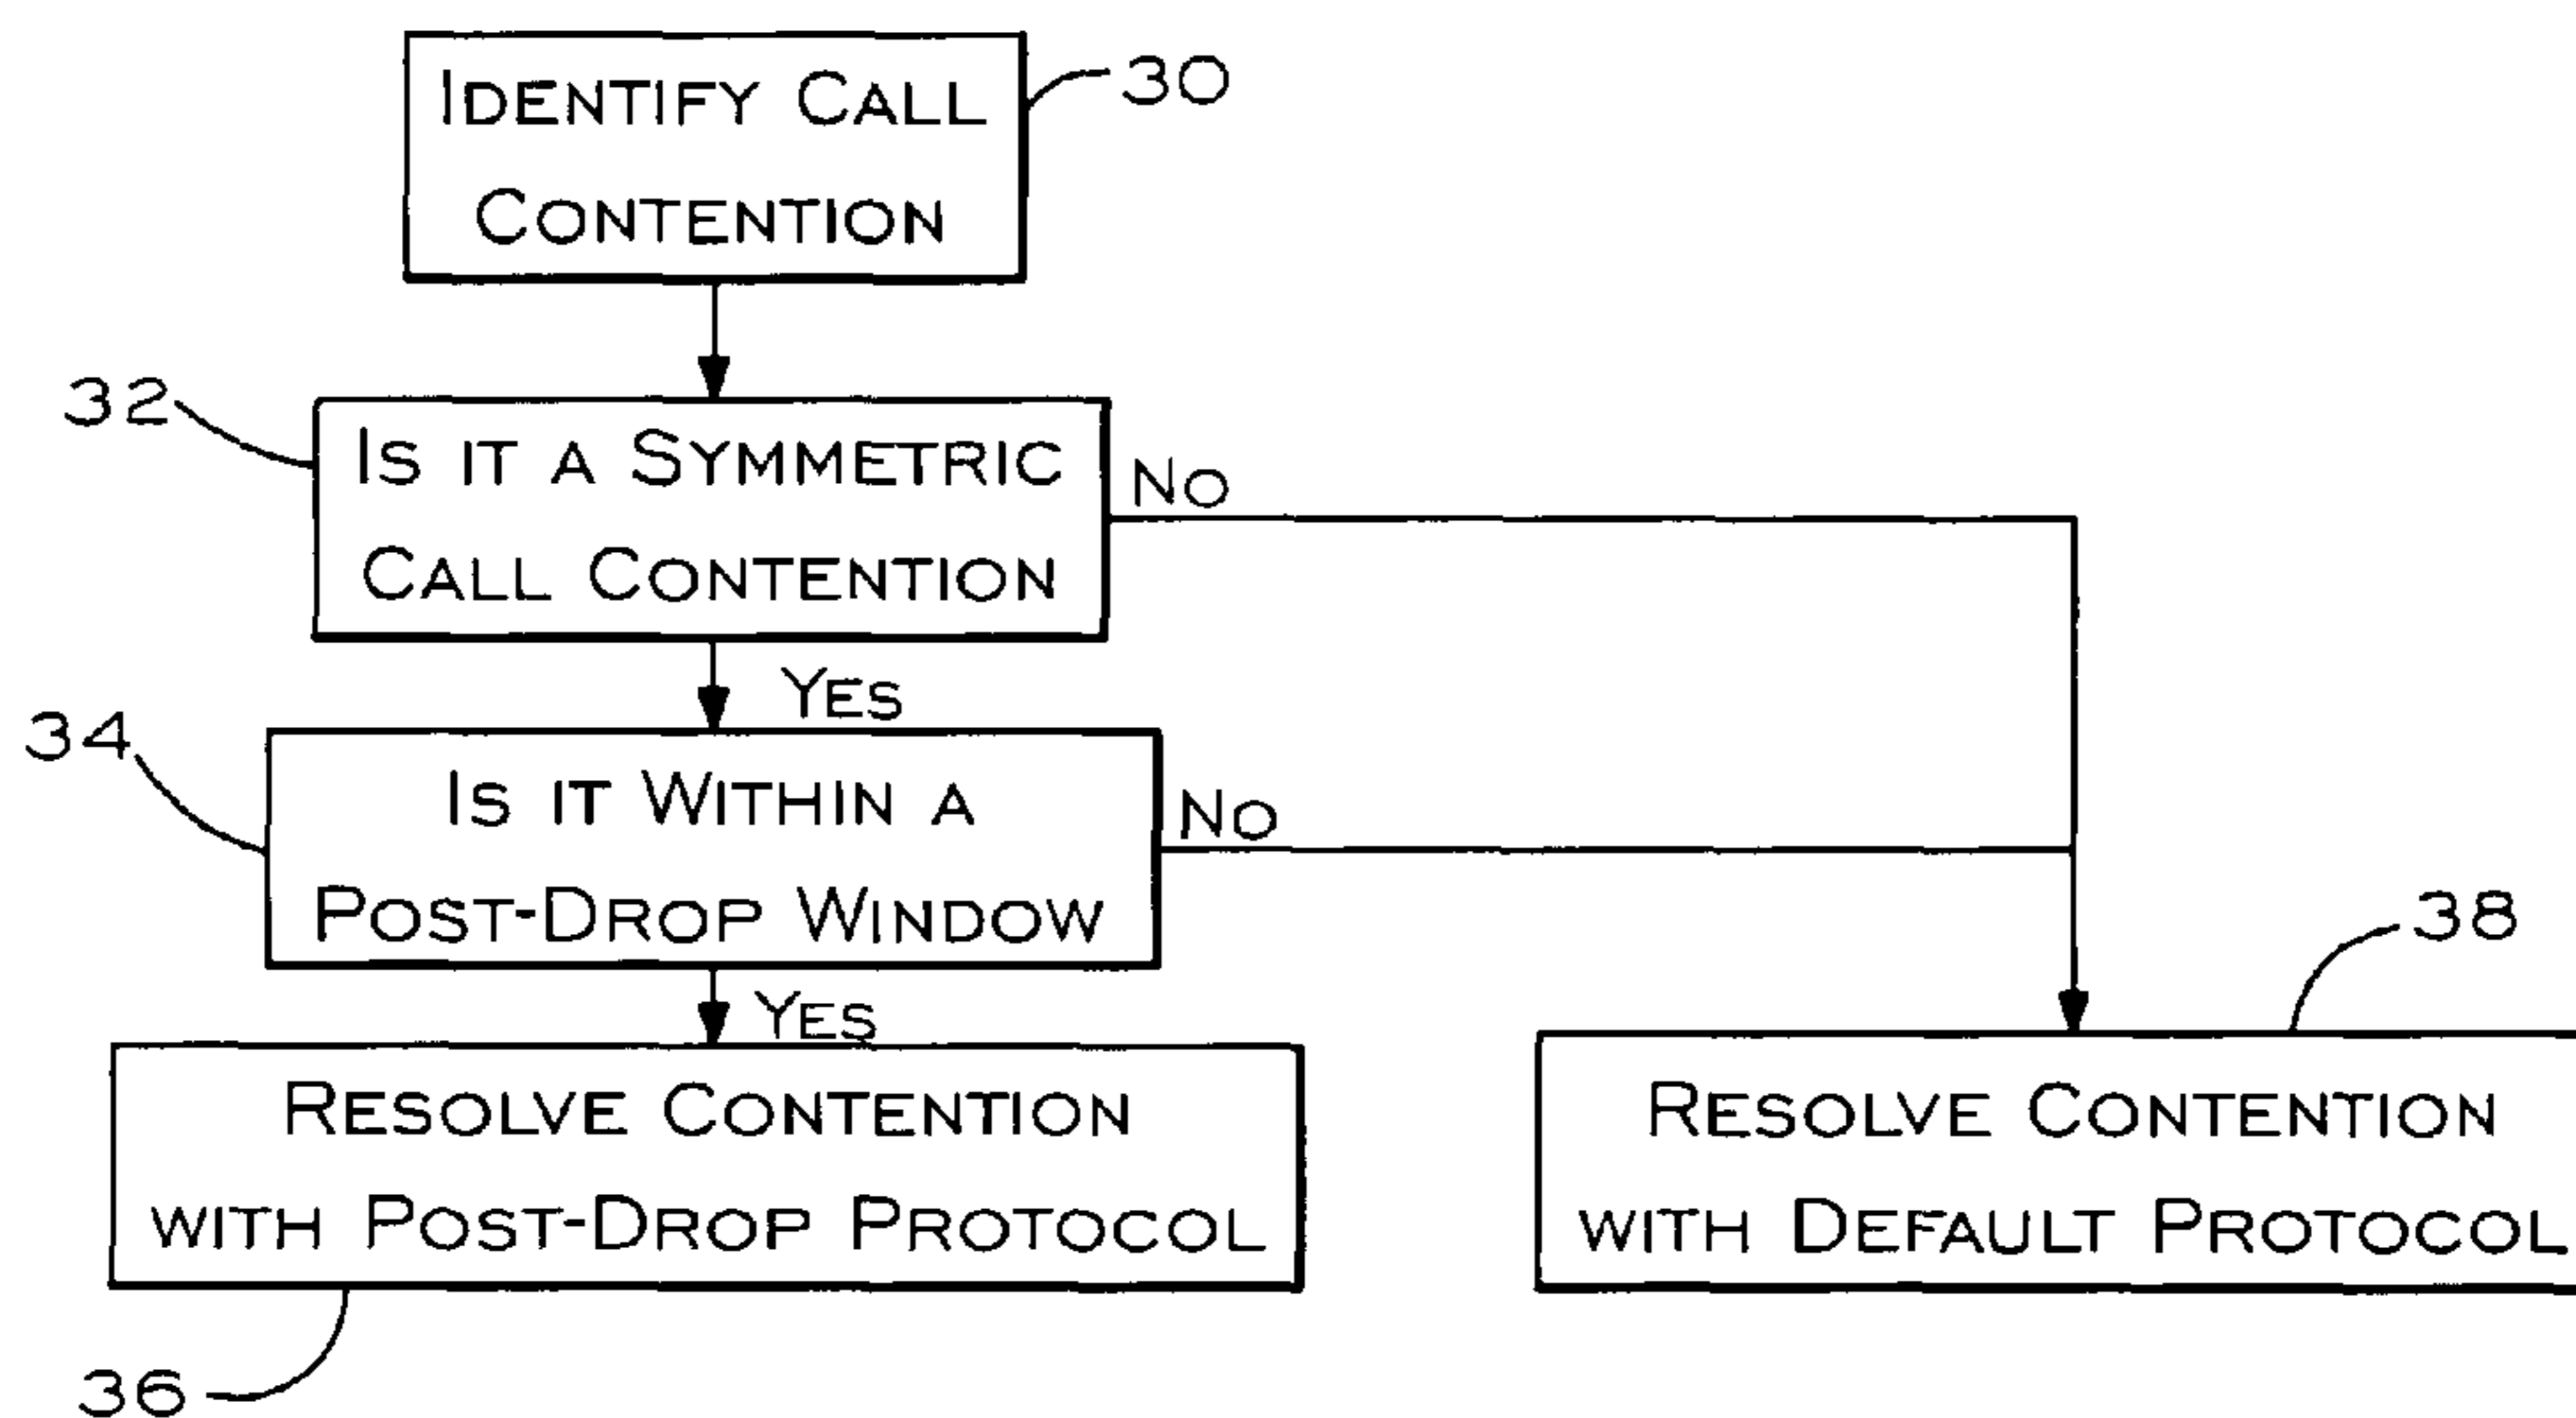 IDENTIFY CALL
CONTENTION
30
32
IS IT A SYMMETRIC
CALL CONTENTION
NO
YES
34
IS IT WITHIN A
POST-DROP WINDOW
NO
YES
38
RESOLVE CONTENTION
WITH POST-DROP PROTOCOL
RESOLVE CONTENTION
WITH DEFAULT PROTOCOL
36